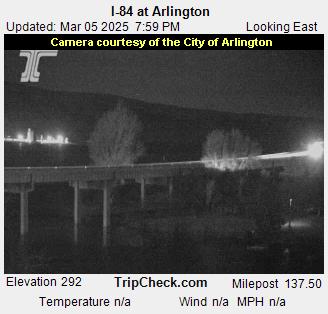 I-84 at Arlington
Updated: Mar 05 2025 7:59 PM Looking East
Camera courtesy of the City of Arlington
Elevation 292 TripCheck.com Milepost 137.50
Temperature n/a Wind n/a MPH n/a